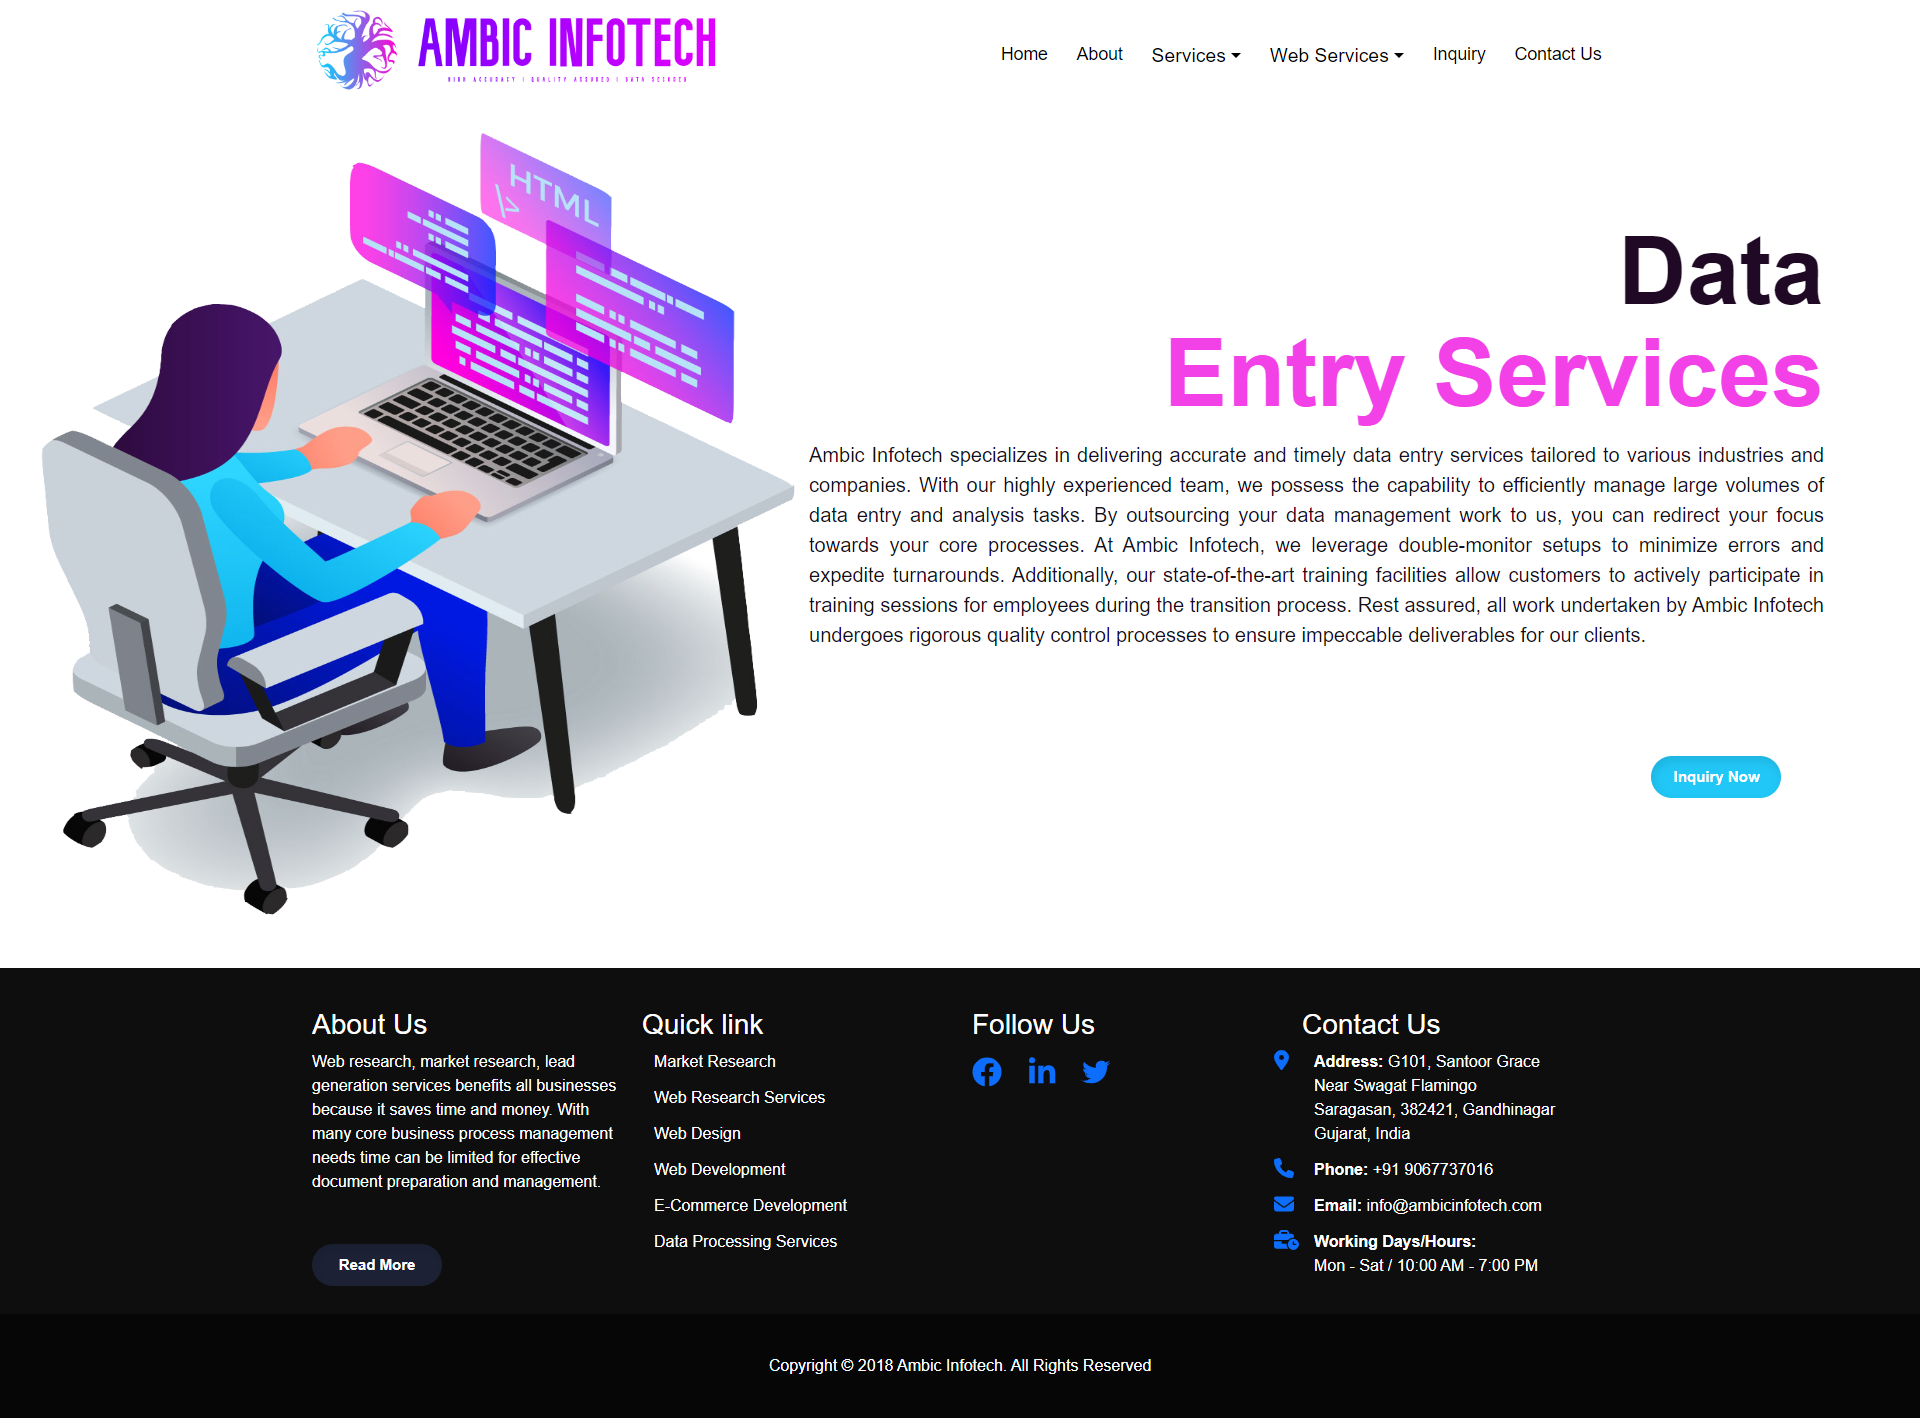 AMBIC INFOTECH
HIGH ACCURACY | QUALITY ASSURED | DATA SECURED
Home About Services Web Services Inquiry Contact Us
HTML
\>
Data
Entry Services
Ambic Infotech specializes in delivering accurate and timely data entry services tailored to various industries and
companies. With our highly experienced team, we possess the capability to efficiently manage large volumes of
data entry and analysis tasks. By outsourcing your data management work to us, you can redirect your focus
towards your core processes. At Ambic Infotech, we leverage double-monitor setups to minimize errors and
expedite turnarounds. Additionally, our state-of-the-art training facilities allow customers to actively participate in
training sessions for employees during the transition process. Rest assured, all work undertaken by Ambic Infotech
undergoes rigorous quality control processes to ensure impeccable deliverables for our clients.
Inquiry Now
About Us
Web research, market research, lead
generation services benefits all businesses
because it saves time and money. With
many core business process management
needs time can be limited for effective
document preparation and management.
Read More
Quick link
Market Research
Web Research Services
Web Design
Web Development
E-Commerce Development
Data Processing Services
Follow Us
Contact Us
Address: G101, Santoor Grace
Near Swagat Flamingo
Saragasan, 382421, Gandhinagar
Gujarat, India
Phone: +91 9067737016
Email: info@ambicinfotech.com
Working Days/Hours:
Mon - Sat / 10:00 AM - 7:00 PM
Copyright © 2018 Ambic Infotech. All Rights Reserved